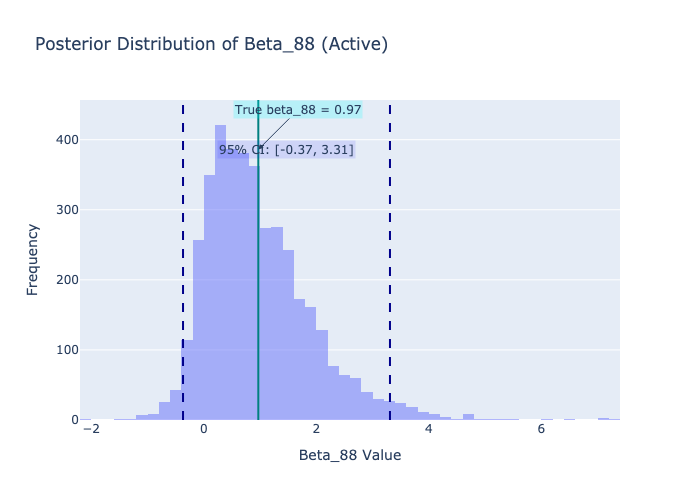 Posterior Distribution of Beta_88 (Active)
True beta_88 = 0.97
95% CI: [-0.37, 3.31]
400
300
200
100
0
Frequency
−2 0 2 4 6
Beta_88 Value